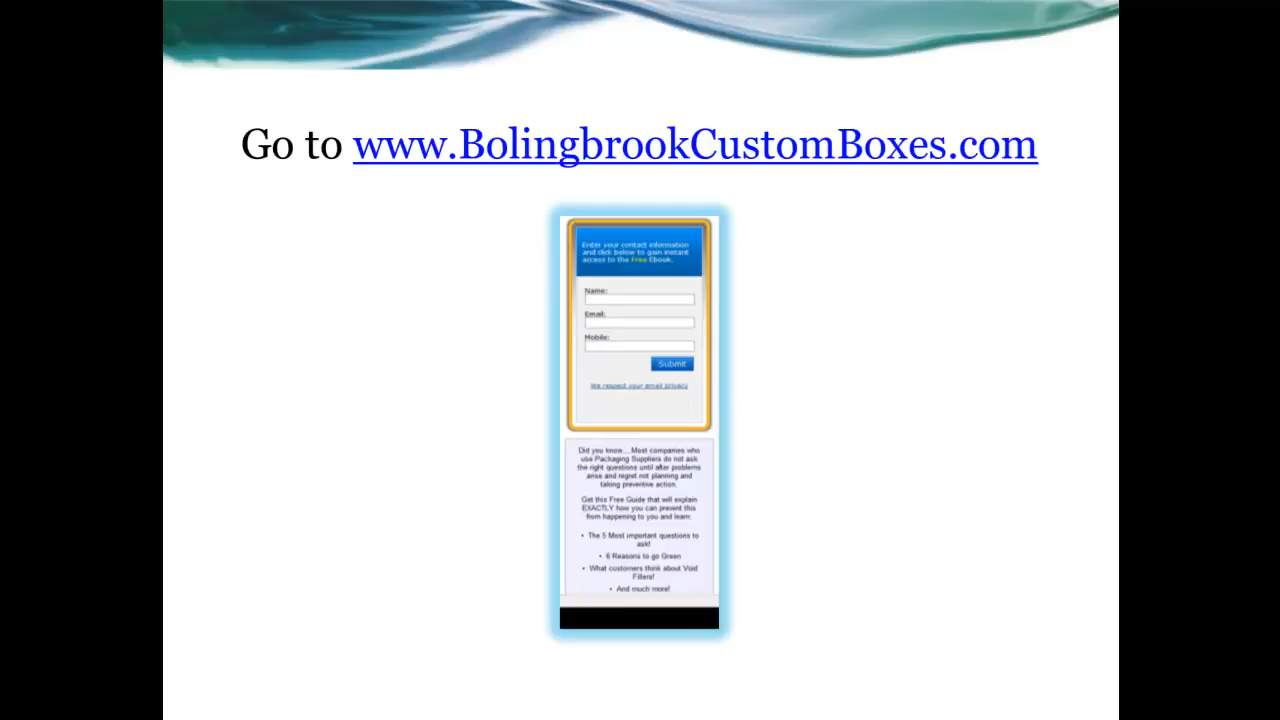 Go to www.BolingbrookCustomBoxes.com
Enter your contact information
and click below to gain instant
access to the Free Ebook.
Name:
Email:
Mobile:
Submit
We respect your email privacy
Did you know....Most companies who
use Packaging Suppliers do not ask
the right questions until after problems
arise and regret not planning and
taking preventive action.
Get this Free Guide that will explain
EXACTLY how you can prevent this
from happening to you and learn:
• The 5 Most important questions to
ask!
• 6 Reasons to go Green
• What customers think about Void
Fillers!
• And much more!